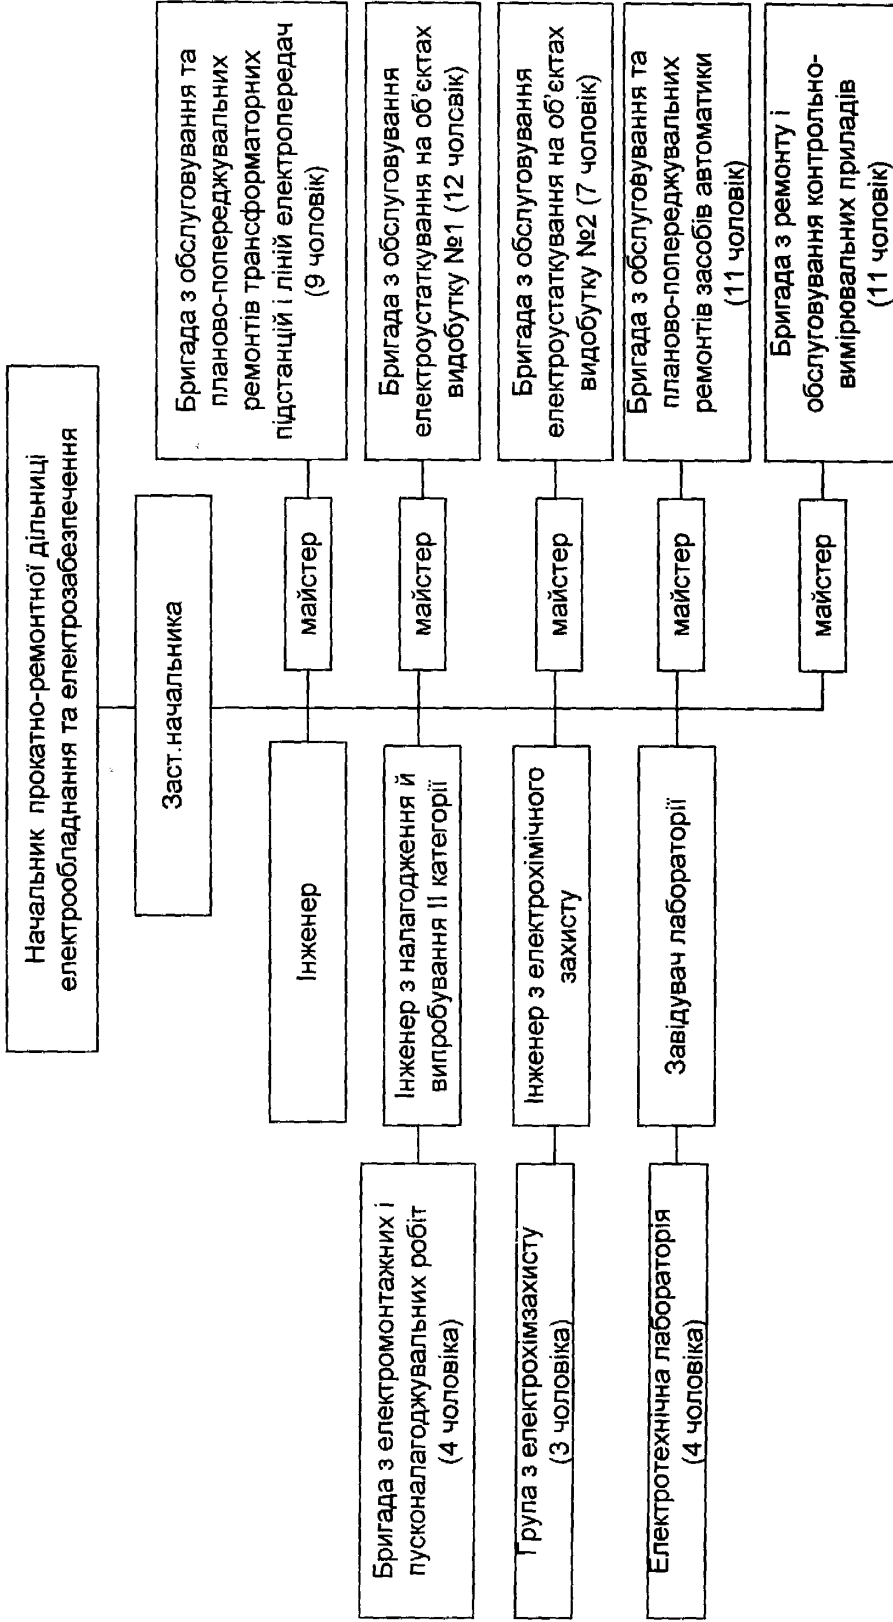 Начальник прокатно-ремонтної дільниці
електрообладнання та електрозабезпечення
Заст.начальника
Інженер
майстер
Бригада з обслуговування та
планово-попереджувальних
ремонтів трансформаторних
підстанцій і ліній електропередач
(9 чоловік)
Бригада з електромонтажних і
пусконалагоджувальних робіт
(4 чоловіка)
Інженер з налагодження й
випробування II категорії
майстер
Бригада з обслуговування
електроустаткування на об'єктах
видобутку №1 (12 чоловік)
Група з електрохімзахисту
(3 чоловіка)
Інженер з електрохімічного
захисту
майстер
Бригада з обслуговування
електроустаткування на об'єктах
видобутку №2 (7 чоловік)
Електротехнічна лабораторія
(4 чоловіка)
Завідувач лабораторії
майстер
Бригада з обслуговування та
планово-попереджувальних
ремонтів засобів автоматики
(11 чоловік)
майстер
Бригада з ремонту і
обслуговування контрольно-
вимірювальних приладів
(11 чоловік)